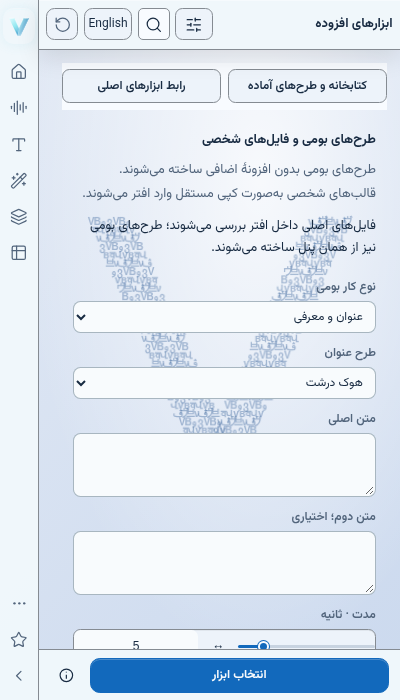 ابزارهای افزوده
English
کتابخانه و طرح‌های آماده
رابط ابزارهای اصلی
طرح‌های بومی و فایل‌های شخصی
طرح‌های بومی بدون افزونهٔ اضافی ساخته می‌شوند.
قالب‌های شخصی به‌صورت کپی مستقل وارد افتر می‌شوند.
فایل‌های اصلی داخل افتر بررسی می‌شوند؛ طرح‌های بومی
نیز از همان پنل ساخته می‌شوند.
نوع کار بومی
عنوان و معرفی
طرح عنوان
هوک درشت
متن اصلی
متن دوم؛ اختیاری
مدت · ثانیه
5
انتخاب ابزار